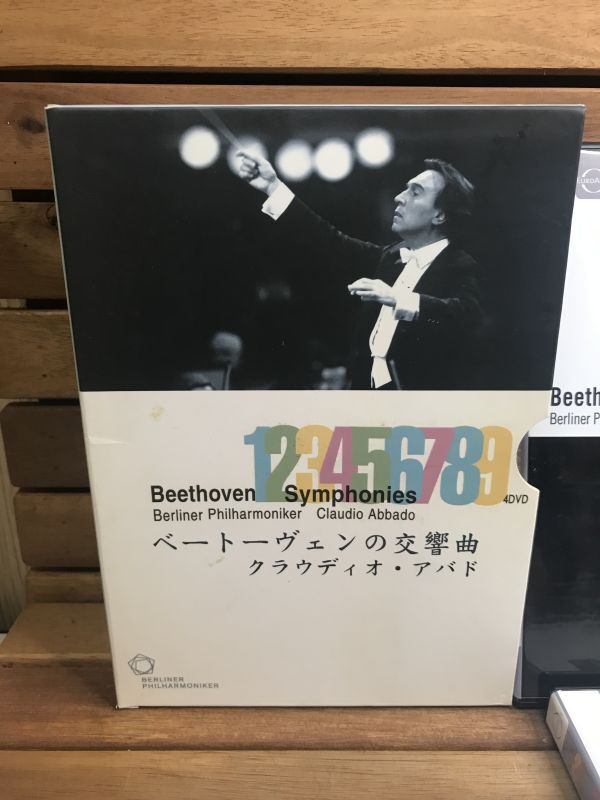 123456789
Beethoven Symphonies
4DVD
Berliner Philharmoniker Claudio Abbado
ベートーヴェンの交響曲
クラウディオ・アバド
BERLINER
PHILHARMONIKER
EUROA
Beeth
Berliner P